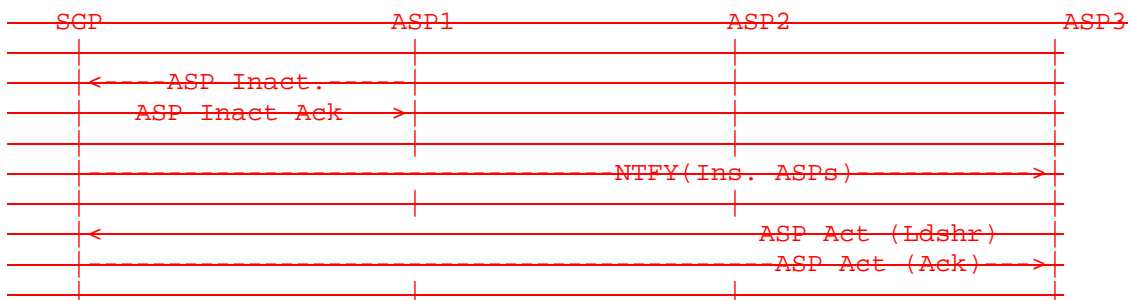 SGP ASP1 ASP2 ASP3
| | | |
|<----ASP Inact.-----| | |
| ASP Inact Ack >| | |
| | | |
|---------------------------------NTFY(Ins. ASPs)----------->|
| | | |
|< ASP Act (Ldshr) |
|-------------------------------------------ASP Act (Ack)--->|
| | | |